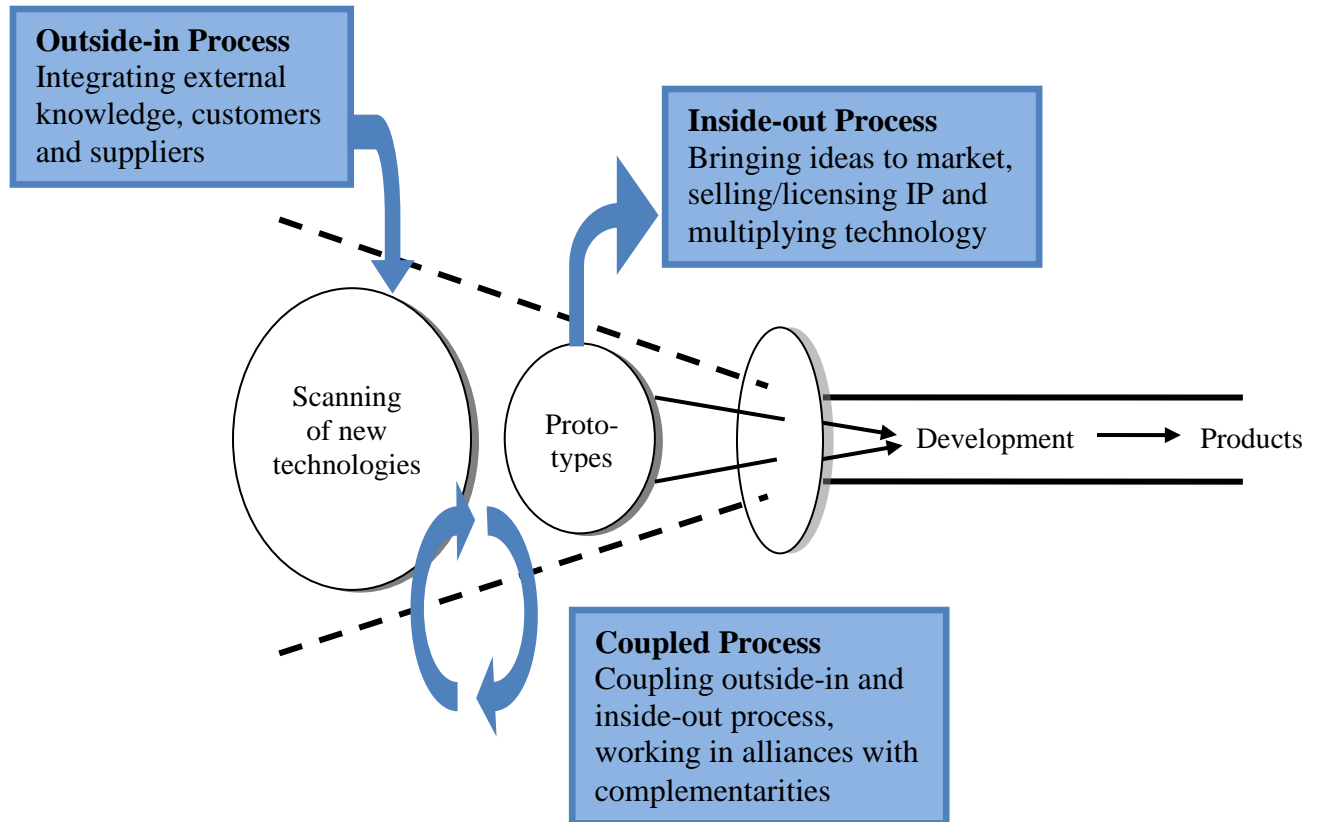 Outside-in Process
Integrating external
knowledge, customers
and suppliers
Inside-out Process
Bringing ideas to market,
selling/licensing IP and
multiplying technology
Scanning
of new
technologies
Proto-
types
Development
Products
Coupled Process
Coupling outside-in and
inside-out process,
working in alliances with
complementarities